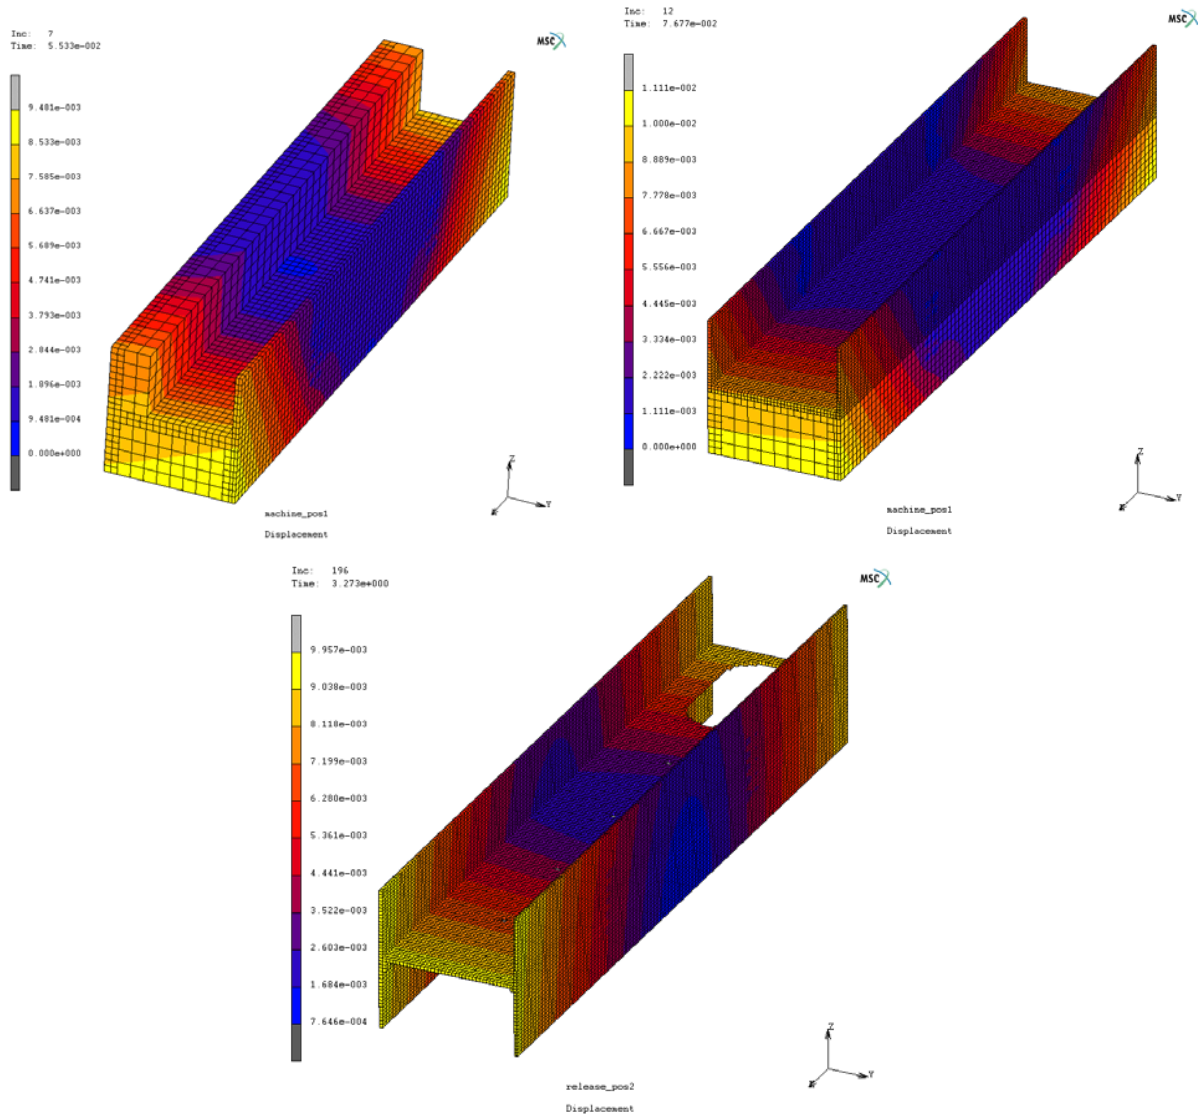 Inc: 7
Time: 5.533e-002
MSC
9.481e-003
8.533e-003
7.585e-003
6.637e-003
5.689e-003
4.741e-003
3.793e-003
2.844e-003
1.896e-003
9.481e-004
0.000e+000
Z
Y
X
machine_pos1
Displacement
Inc: 12
Time: 7.677e-002
MSC
1.111e-002
1.000e-002
8.889e-003
7.778e-003
6.667e-003
5.556e-003
4.445e-003
3.334e-003
2.222e-003
1.111e-003
0.000e+000
Z
Y
X
machine_pos1
Displacement
Inc: 196
Time: 3.273e+000
MSC
9.957e-003
9.038e-003
8.118e-003
7.199e-003
6.280e-003
5.361e-003
4.441e-003
3.522e-003
2.603e-003
1.684e-003
7.646e-004
Z
Y
X
release_pos2
Displacement